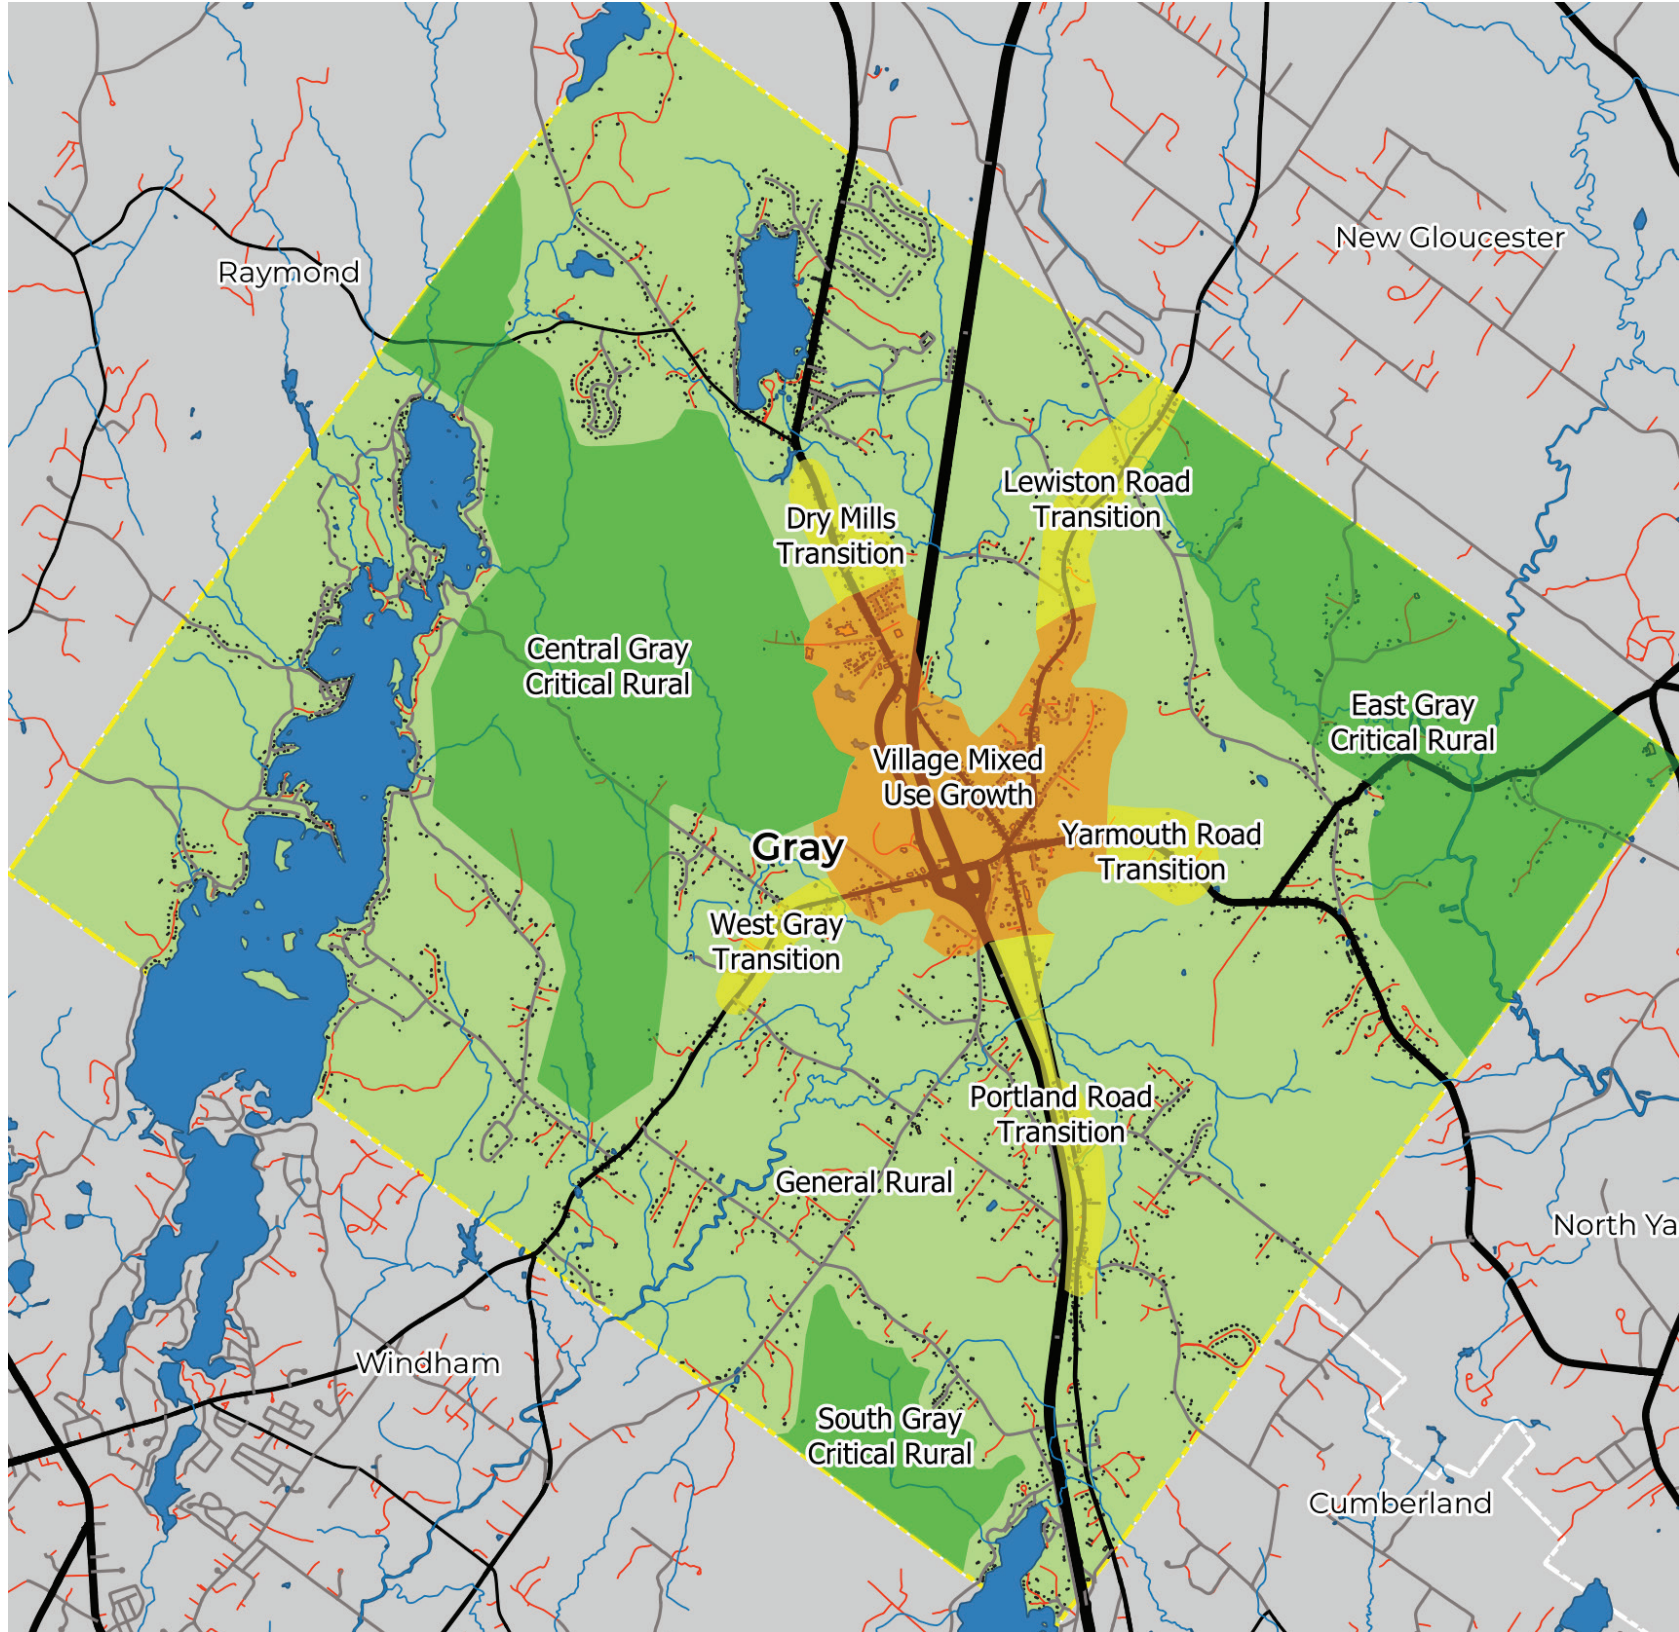 New Gloucester
Raymond
Lewiston Road
Transition
Dry Mills
Transition
Central Gray
Critical Rural
East Gray
Critical Rural
Village Mixed
Use Growth
Gray
Yarmouth Road
Transition
West Gray
Transition
Portland Road
Transition
General Rural
North Ya
Windham
South Gray
Critical Rural
Cumberland